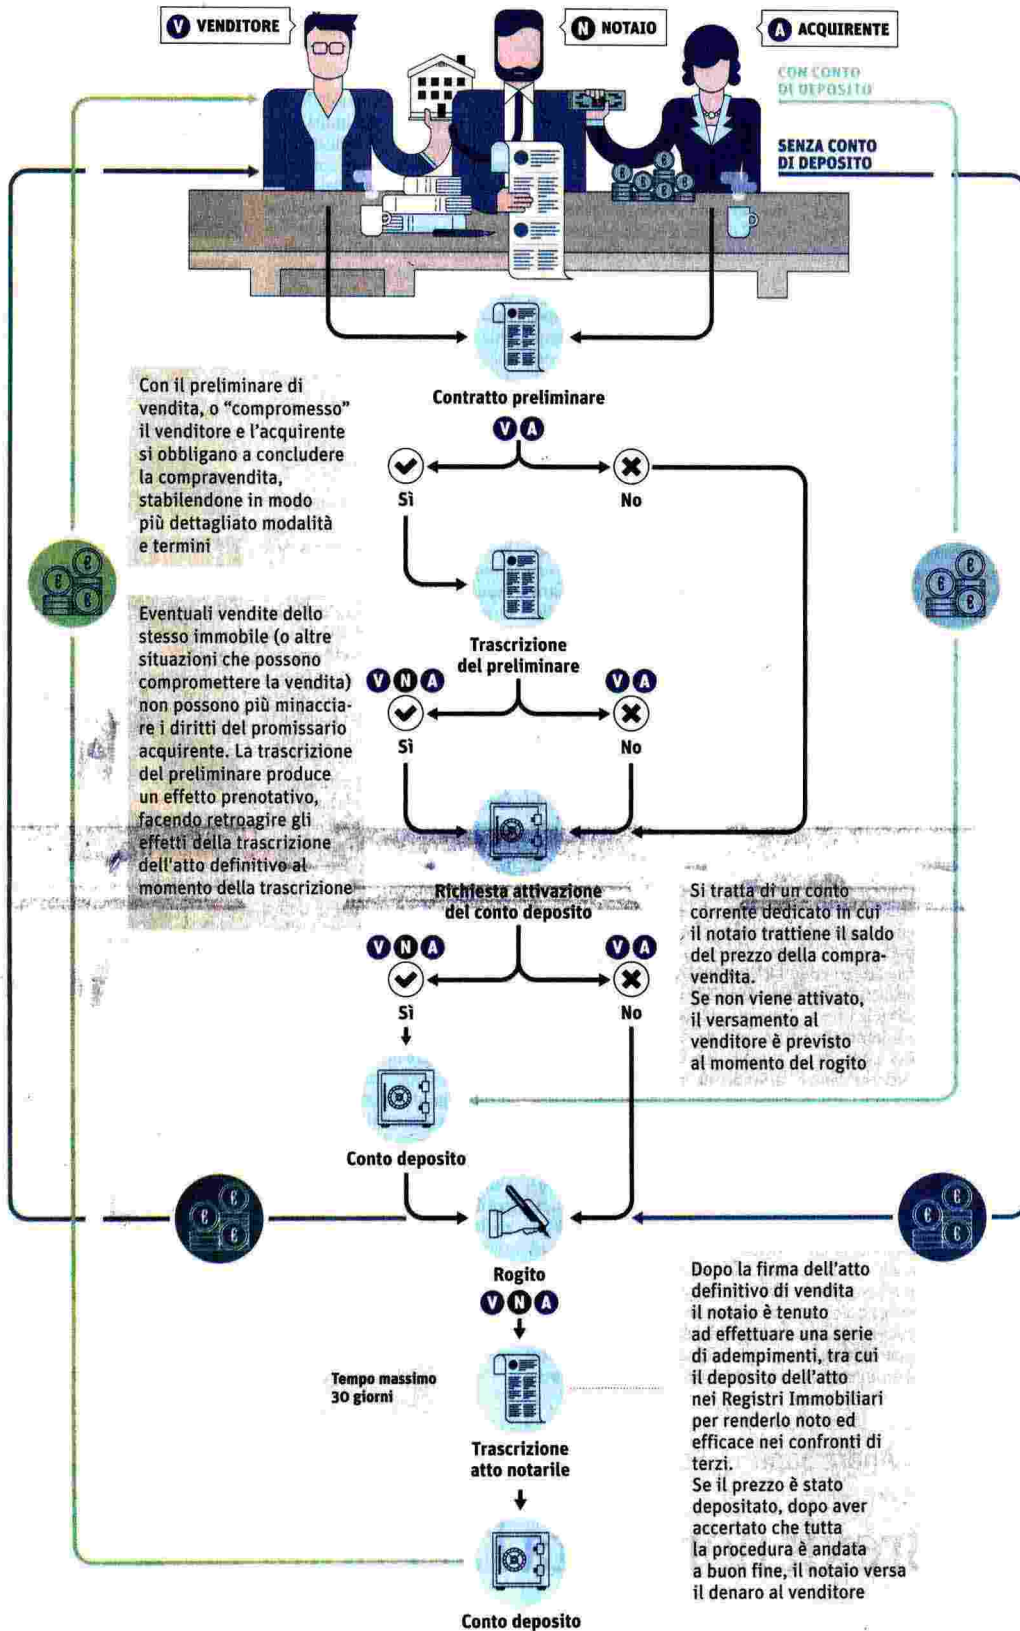 V VENDITORE
N NOTAIO
A ACQUIRENTE
CON CONTO
DI DEPOSITO
SENZA CONTO
DI DEPOSITO
Contratto preliminare
V A
Sì
No
Con il preliminare di
vendita, o “compromesso”
il venditore e l'acquirente
si obbligano a concludere
la compravendita,
stabilendone in modo
più dettagliato modalità
e termini
Trascrizione
del preliminare
V N A
V A
Sì
No
Eventuali vendite dello
stesso immobile (o altre
situazioni che possono
compromettere la vendita)
non possono più minaccia-
re i diritti del promissario
acquirente. La trascrizione
del preliminare produce
un effetto prenotativo,
facendo retroagire gli
effetti della trascrizione
dell'atto definitivo al
momento della trascrizione
Richiesta attivazione
del conto deposito
V N A
V A
Sì
No
Si tratta di un conto
corrente dedicato in cui
il notaio trattiene il saldo
del prezzo della compra-
vendita.
Se non viene attivato,
il versamento al
venditore è previsto
al momento del rogito
Conto deposito
Rogito
V N A
Tempo massimo
30 giorni
Trascrizione
atto notarile
Dopo la firma dell'atto
definitivo di vendita
il notaio è tenuto
ad effettuare una serie
di adempimenti, tra cui
il deposito dell'atto
nei Registri Immobiliari
per renderlo noto ed
efficace nei confronti di
terzi.
Se il prezzo è stato
depositato, dopo aver
accertato che tutta
la procedura è andata
a buon fine, il notaio versa
il denaro al venditore
Conto deposito